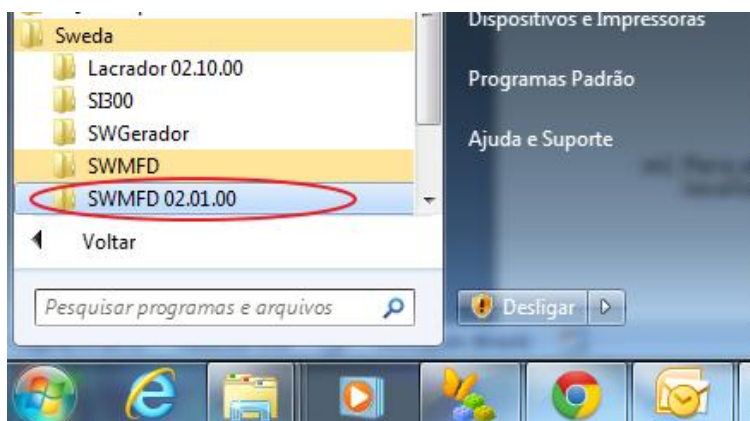 Sweda
Lacrador 02.10.00
SI300
SWGerador
SWMFD
SWMFD 02.01.00
Voltar
Pesquisar programas e arquivos
Dispositivos e Impressoras
Programas Padrão
Ajuda e Suporte
Desligar